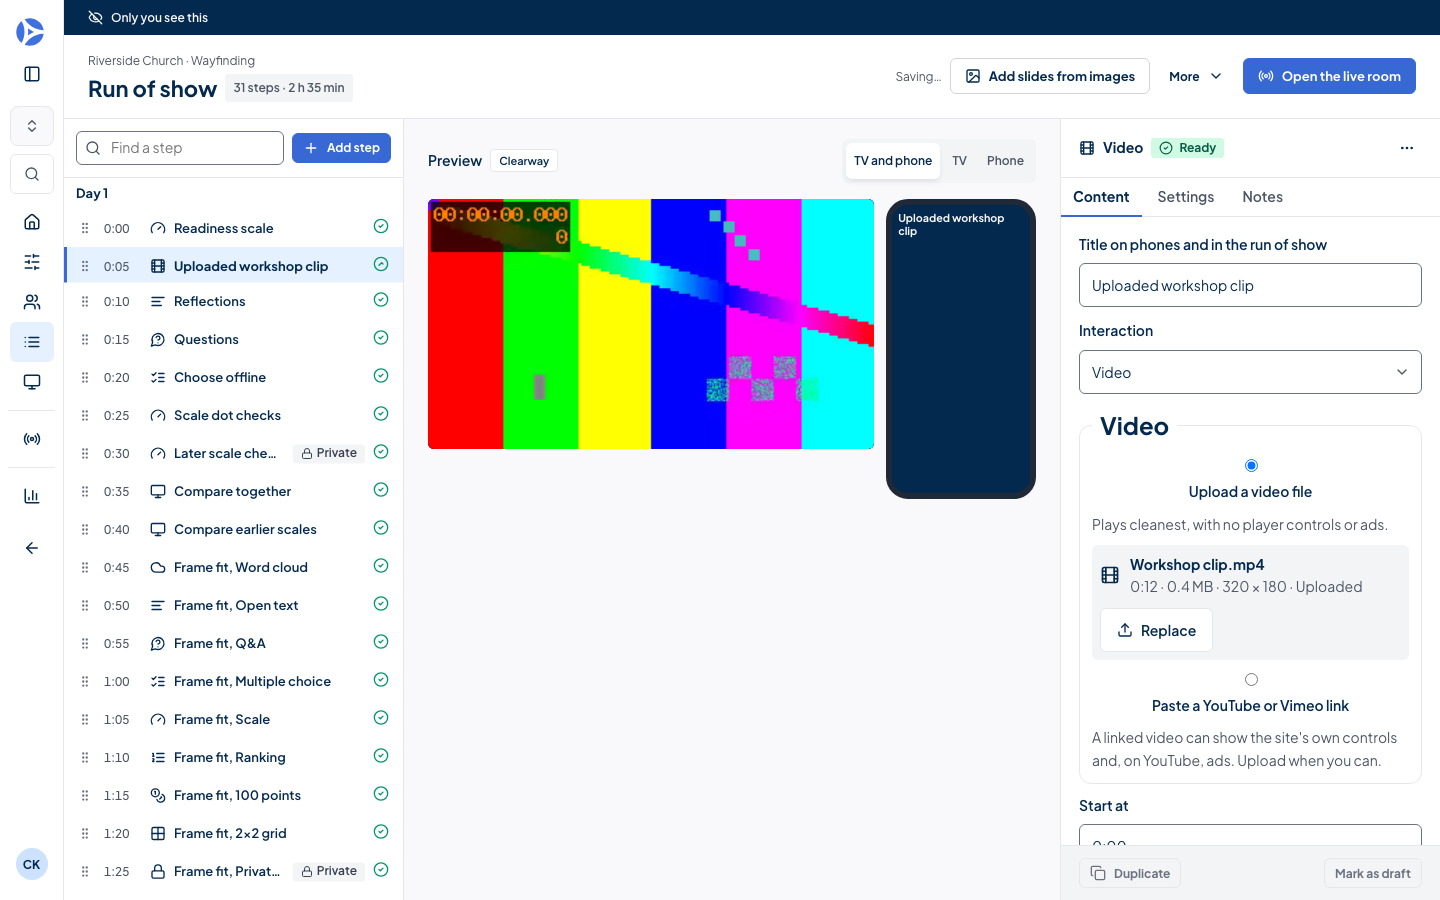 Only you see this
Riverside Church · Wayfinding
Run of show
31 steps · 2 h 35 min
Saving...
Add slides from images
More
Open the live room
Find a step
Add step
Day 1
0:00 Readiness scale
0:05 Uploaded workshop clip
0:10 Reflections
0:15 Questions
0:20 Choose offline
0:25 Scale dot checks
0:30 Later scale che... Private
0:35 Compare together
0:40 Compare earlier scales
0:45 Frame fit, Word cloud
0:50 Frame fit, Open text
0:55 Frame fit, Q&A
1:00 Frame fit, Multiple choice
1:05 Frame fit, Scale
1:10 Frame fit, Ranking
1:15 Frame fit, 100 points
1:20 Frame fit, 2×2 grid
1:25 Frame fit, Privat... Private
CK
Preview
Clearway
TV and phone
TV
Phone
00:00:00.000
0
Uploaded workshop
clip
Video
Ready
Content
Settings
Notes
Title on phones and in the run of show
Uploaded workshop clip
Interaction
Video
Video
Upload a video file
Plays cleanest, with no player controls or ads.
Workshop clip.mp4
0:12 · 0.4 MB · 320 × 180 · Uploaded
Replace
Paste a YouTube or Vimeo link
A linked video can show the site's own controls
and, on YouTube, ads. Upload when you can.
Start at
0:00
Duplicate
Mark as draft